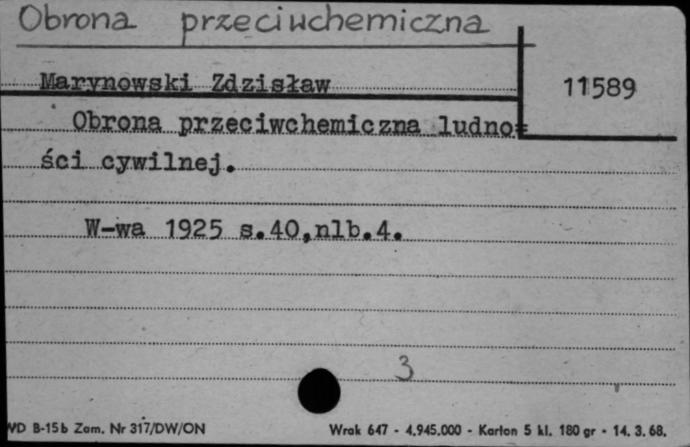 Obrona przeciwchemiczna
Marynowski Zdzisław
11589
Obrona przeciwchemiczna ludno=
ści cywilnej.
W-wa 1925 s.40,nlb.4.
3
WD B-15b Zam. Nr 317/DW/ON
Wrak 647 - 4.945.000 - Karton 5 kl. 180 gr - 14. 3. 68.